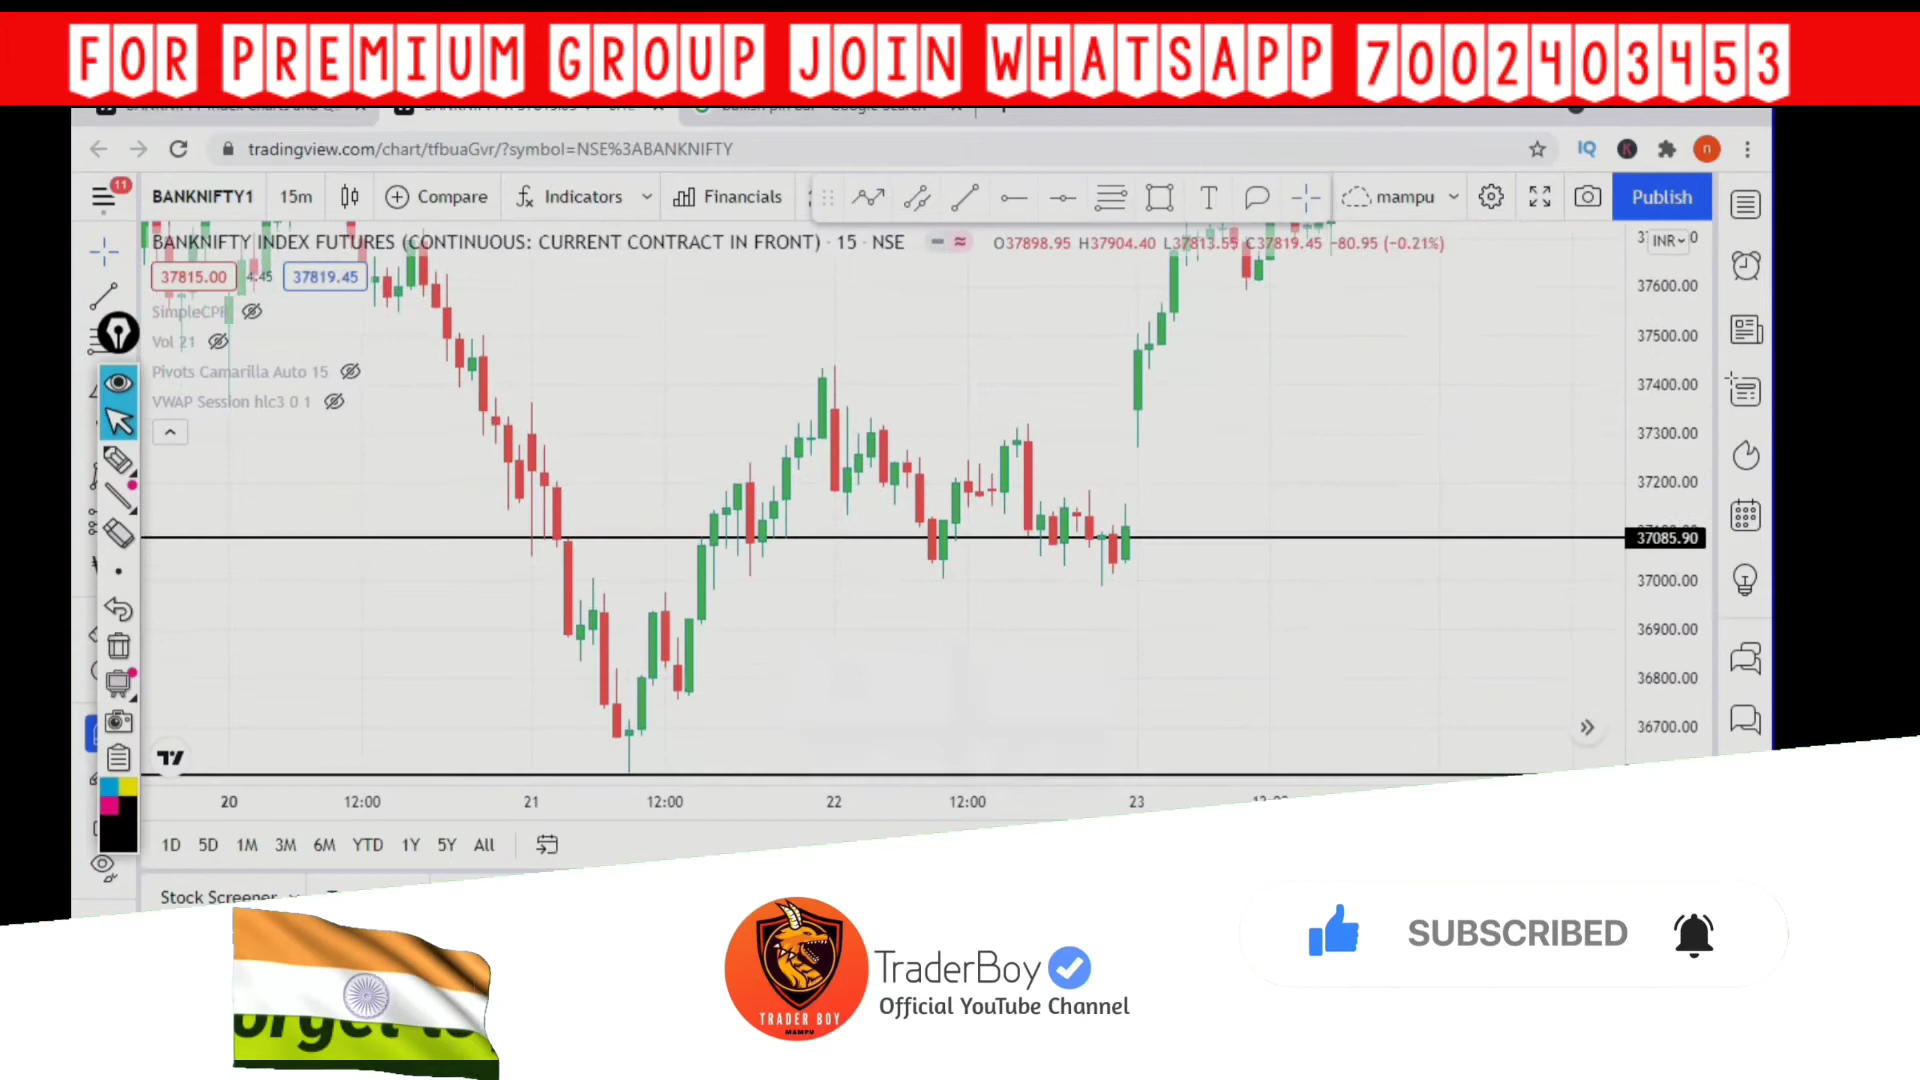 FOR PREMIUM GROUP JOIN WHATSAPP 7002403453
tradingview.com/chart/tfbuaGvr/?symbol=NSE%3ABANKNIFTY
IQ
K
n
11
BANKNIFTY1 15m Compare Indicators Financials T mampu Publish
BANKNIFTY INDEX FUTURES (CONTINUOUS: CURRENT CONTRACT IN FRONT) · 15 · NSE O37898.95 H37904.40 L37813.55 C37819.45 −80.95 (−0.21%)
INR
37815.00 4.45 37819.45
SimpleCPR
Vol 21
Pivots Camarilla Auto 15
VWAP Session hlc3 0 1
37600.00
37500.00
37400.00
37300.00
37200.00
37085.90
37000.00
36900.00
36800.00
36700.00
20 12:00 21 12:00 22 12:00 23
1D 5D 1M 3M 6M YTD 1Y 5Y All
Stock Screener
TRADER BOY
MAMPU
TraderBoy
Official YouTube Channel
SUBSCRIBED